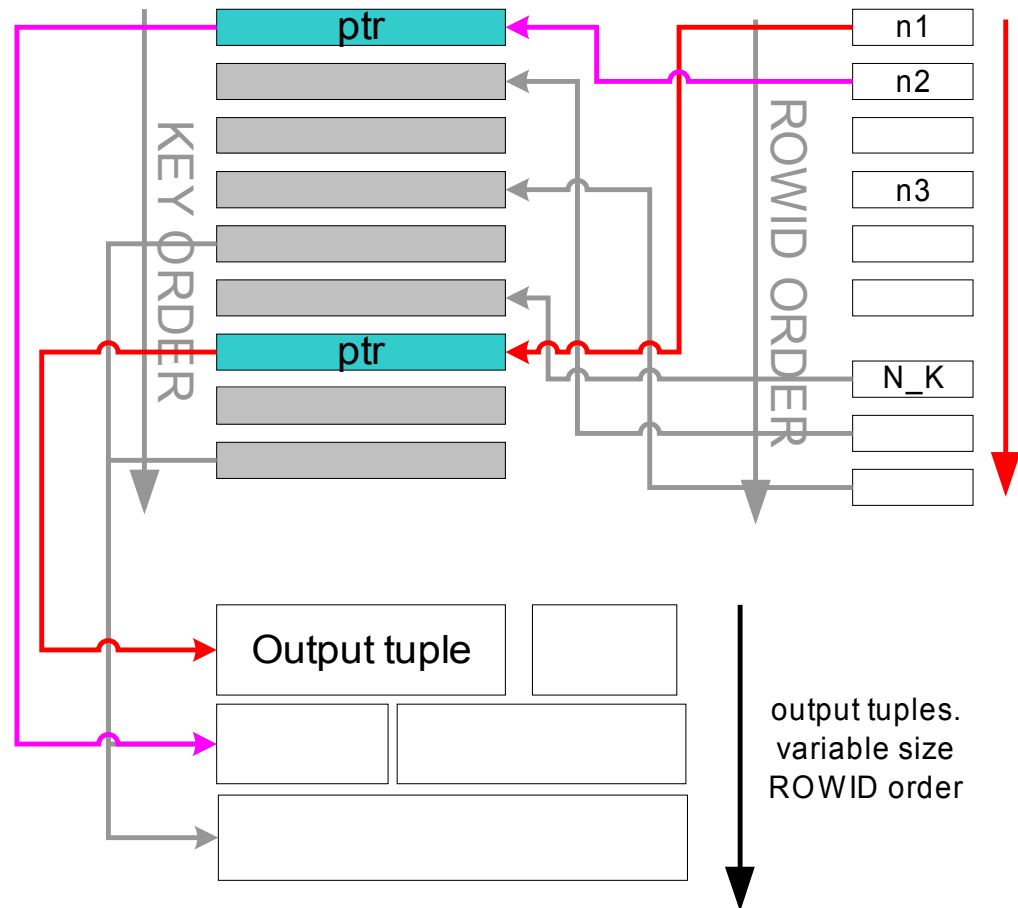 ptr
n1
n2
KEY ORDER
ROWID ORDER
n3
ptr
N_K
Output tuple
output tuples.
variable size
ROWID order